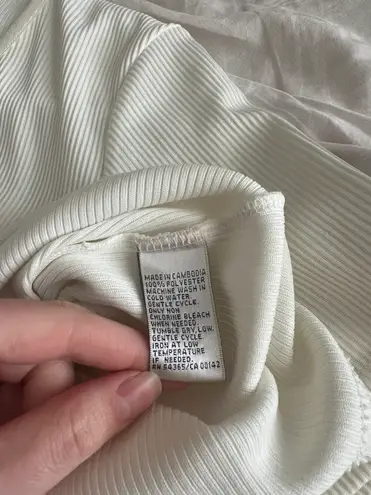 MADE IN CAMBODIA
100% POLYESTER
MACHINE WASH IN
COLD WATER.
GENTLE CYCLE.
ONLY NON
CHLORINE BLEACH
WHEN NEEDED.
TUMBLE DRY, LOW.
GENTLE CYCLE.
IRON AT LOW
TEMPERATURE
IF NEEDED.
RN 54365/CA 00142